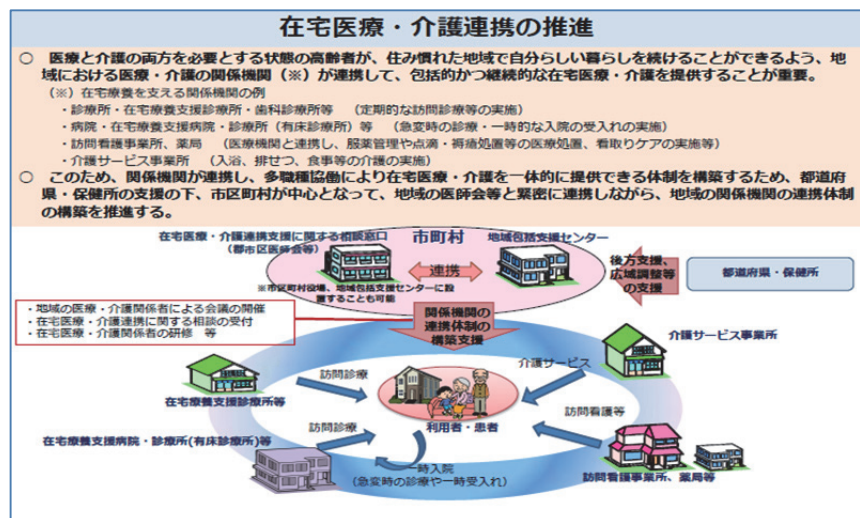 在宅医療・介護連携の推進
○ 医療と介護の両方を必要とする状態の高齢者が、住み慣れた地域で自分らしい暮らしを続けることができるよう、地
域における医療・介護の関係機関（※）が連携して、包括的かつ継続的な在宅医療・介護を提供することが重要。
（※）在宅療養を支える関係機関の例
・診療所・在宅療養支援診療所・歯科診療所等 （定期的な訪問診療等の実施）
・病院・在宅療養支援病院・診療所（有床診療所）等 （急変時の診療・一時的な入院の受入れの実施）
・訪問看護事業所、薬局 （医療機関と連携し、服薬管理や点滴・褥瘡処置等の医療処置、看取りケアの実施等）
・介護サービス事業所 （入浴、排せつ、食事等の介護の実施）
○ このため、関係機関が連携し、多職種協働により在宅医療・介護を一体的に提供できる体制を構築するため、都道府
県・保健所の支援の下、市区町村が中心となって、地域の医師会等と緊密に連携しながら、地域の関係機関の連携体制
の構築を推進する。
市町村
在宅医療・介護連携支援に関する相談窓口
（郡市区医師会等）
地域包括支援センター
連携
※市区町村役場、地域包括支援センターに設
置することも可能
後方支援、
広域調整等
の支援
都道府県・保健所
・地域の医療・介護関係者による会議の開催
・在宅医療・介護連携に関する相談の受付
・在宅医療・介護関係者の研修 等
関係機関の
連携体制の
構築支援
介護サービス事業所
訪問診療
介護サービス
在宅療養支援診療所等
利用者・患者
訪問看護等
訪問診療
在宅療養支援病院・診療所(有床診療所)等
一時入院
（急変時の診療や一時受入れ）
訪問看護事業所、薬局等